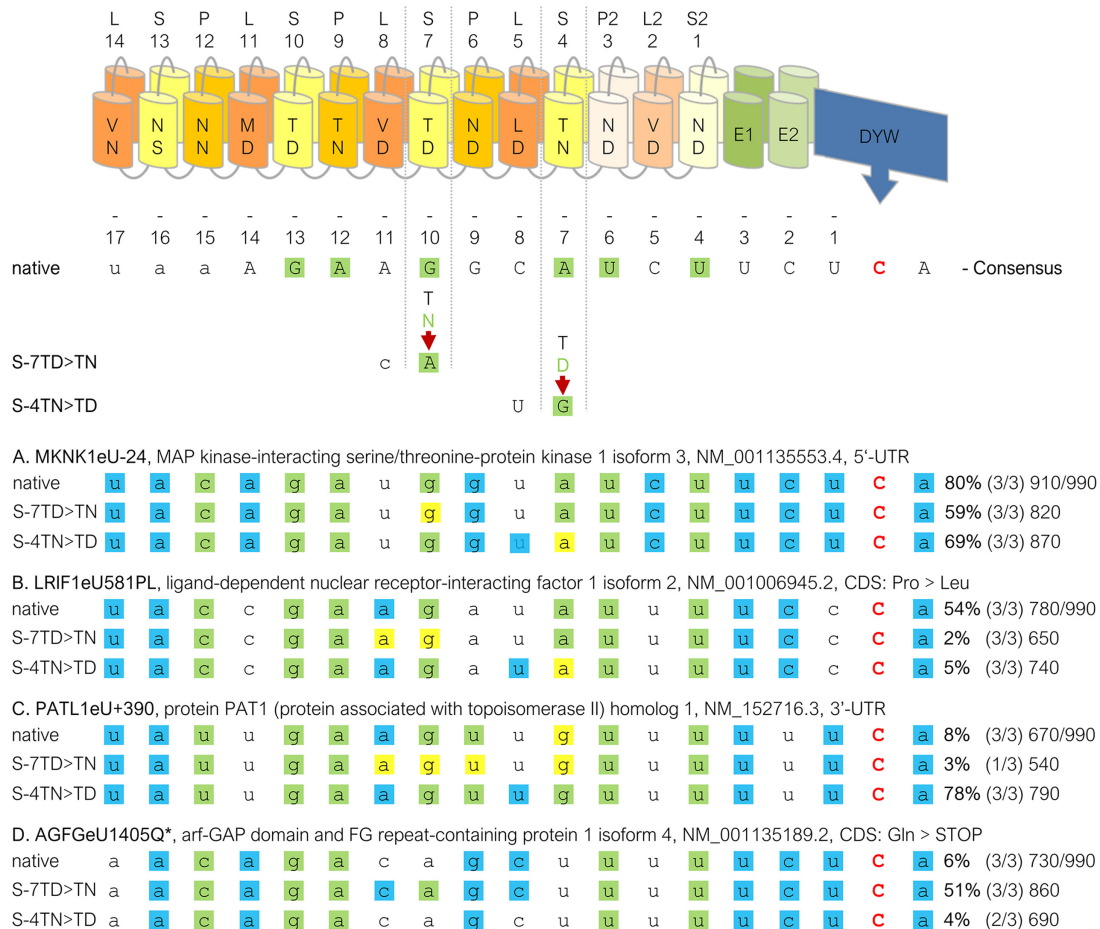 L S P L S P L S P L S P2 L2 S2
14 13 12 11 10 9 8 7 6 5 4 3 2 1
V N N M T T V T N L T N V N E1 E2 DYW
N S N D D N D D D D N D D D
- - - - - - - - - - - - - - - - -
17 16 15 14 13 12 11 10 9 8 7 6 5 4 3 2 1
native u a a A G A A G G C A U C U U C U C A - Consensus
T
N
T
S-7TD>TN c A D
S-4TN>TD U G
A. MKNK1eU-24, MAP kinase-interacting serine/threonine-protein kinase 1 isoform 3, NM_001135553.4, 5‘-UTR
native u a c a g a u g g u a u c u u c u C a 80% (3/3) 910/990
S-7TD>TN u a c a g a u g g u a u c u u c u C a 59% (3/3) 820
S-4TN>TD u a c a g a u g g u a u c u u c u C a 69% (3/3) 870
B. LRIF1eU581PL, ligand-dependent nuclear receptor-interacting factor 1 isoform 2, NM_001006945.2, CDS: Pro > Leu
native u a c c g a a g a u a u u u u c c C a 54% (3/3) 780/990
S-7TD>TN u a c c g a a g a u a u u u u c c C a 2% (3/3) 650
S-4TN>TD u a c c g a a g a u a u u u u c c C a 5% (3/3) 740
C. PATL1eU+390, protein PAT1 (protein associated with topoisomerase II) homolog 1, NM_152716.3, 3’-UTR
native u a u u g a a g u u g u u u u u u C a 8% (3/3) 670/990
S-7TD>TN u a u u g a a g u u g u u u u u u C a 3% (1/3) 540
S-4TN>TD u a u u g a a g u u g u u u u u u C a 78% (3/3) 790
D. AGFGeU1405Q*, arf-GAP domain and FG repeat-containing protein 1 isoform 4, NM_001135189.2, CDS: Gln > STOP
native a a c a g a c a g c u u u u u c u C a 6% (3/3) 730/990
S-7TD>TN a a c a g a c a g c u u u u u c u C a 51% (3/3) 860
S-4TN>TD a a c a g a c a g c u u u u u c u C a 4% (2/3) 690